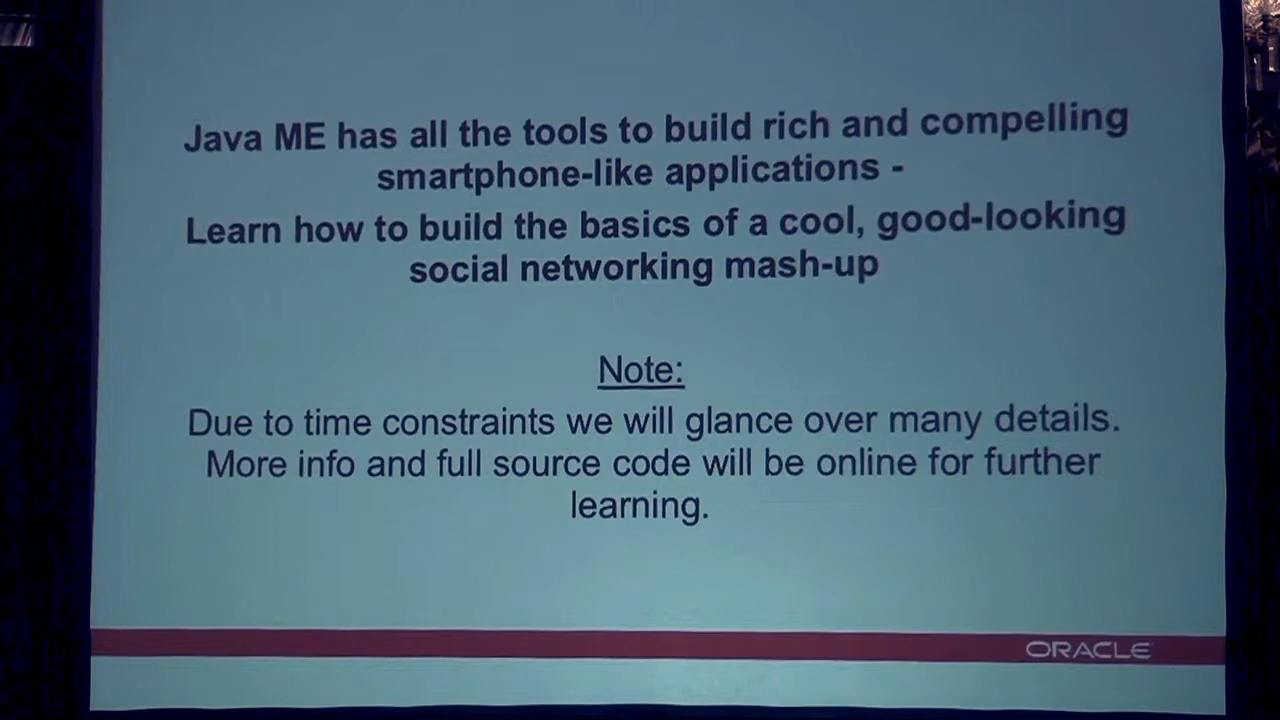 Java ME has all the tools to build rich and compelling
smartphone-like applications -
Learn how to build the basics of a cool, good-looking
social networking mash-up
Note:
Due to time constraints we will glance over many details.
More info and full source code will be online for further
learning.
ORACLE